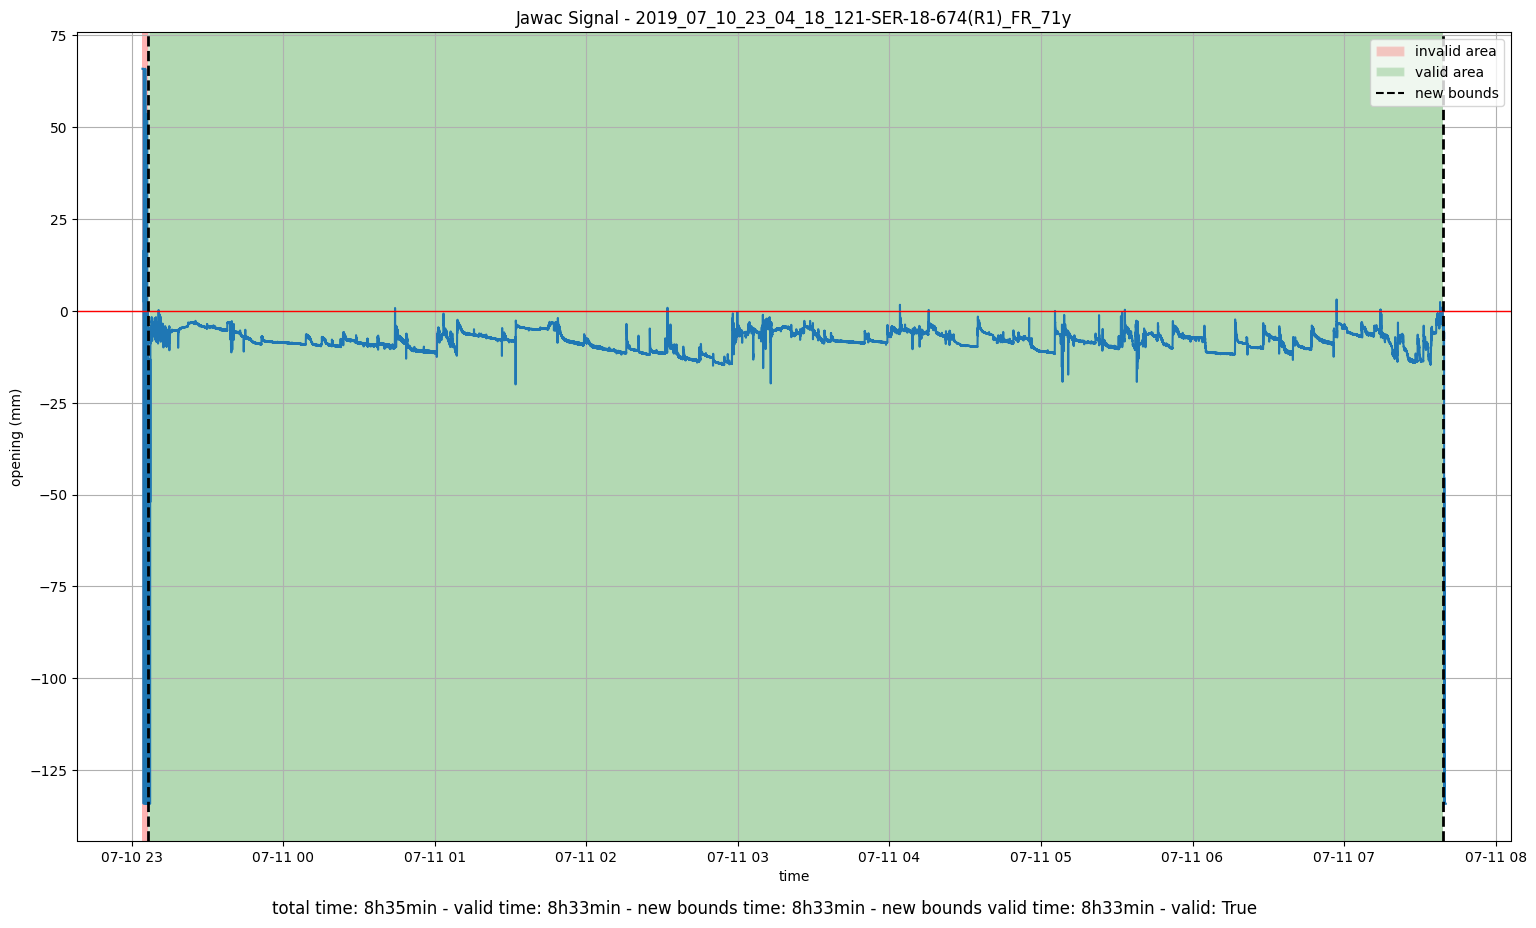 Jawac Signal - 2019_07_10_23_04_18_121-SER-18-674(R1)_FR_71y
invalid area
valid area
new bounds
75
50
25
0
−25
−50
−75
−100
−125
opening (mm)
07-10 23
07-11 00
07-11 01
07-11 02
07-11 03
07-11 04
07-11 05
07-11 06
07-11 07
07-11 08
time
total time: 8h35min - valid time: 8h33min - new bounds time: 8h33min - new bounds valid time: 8h33min - valid: True